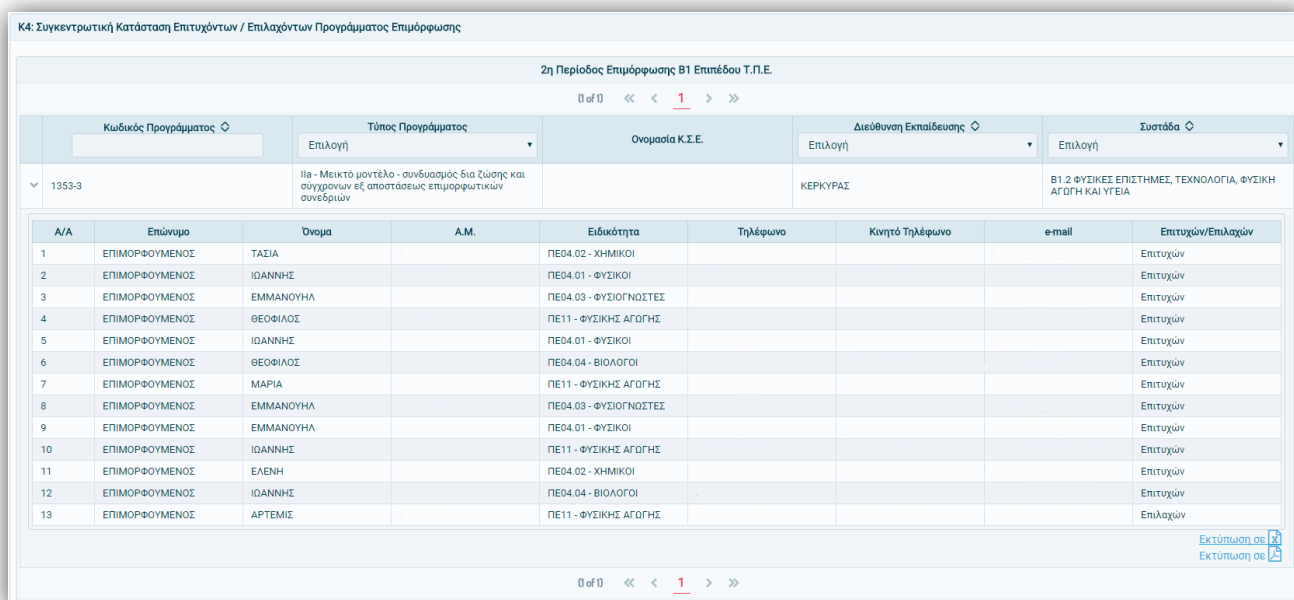 Κ4: Συγκεντρωτική Κατάσταση Επιτυχόντων / Επιλαχόντων Προγράμματος Επιμόρφωσης
2η Περίοδος Επιμόρφωσης Β1 Επιπέδου Τ.Π.Ε.
(1 of 1) 1
Κωδικός Προγράμματος Τύπος Προγράμματος Ονομασία Κ.Σ.Ε. Διεύθυνση Εκπαίδευσης Συστάδα
Επιλογή Επιλογή Επιλογή
1353-3 IIa - Μεικτό μοντέλο - συνδυασμός δια ζώσης και σύγχρονων εξ αποστάσεως επιμορφωτικών συνεδριών ΚΕΡΚΥΡΑΣ Β1.2 ΦΥΣΙΚΕΣ ΕΠΙΣΤΗΜΕΣ, ΤΕΧΝΟΛΟΓΙΑ, ΦΥΣΙΚΗ ΑΓΩΓΗ ΚΑΙ ΥΓΕΙΑ
Α/Α Επώνυμο Όνομα Α.Μ. Ειδικότητα Τηλέφωνο Κινητό Τηλέφωνο e-mail Επιτυχών/Επιλαχών
1 ΕΠΙΜΟΡΦΟΥΜΕΝΟΣ ΤΑΣΙΑ ΠΕ04.02 - ΧΗΜΙΚΟΙ Επιτυχών
2 ΕΠΙΜΟΡΦΟΥΜΕΝΟΣ ΙΩΑΝΝΗΣ ΠΕ04.01 - ΦΥΣΙΚΟΙ Επιτυχών
3 ΕΠΙΜΟΡΦΟΥΜΕΝΟΣ ΕΜΜΑΝΟΥΗΛ ΠΕ04.03 - ΦΥΣΙΟΓΝΩΣΤΕΣ Επιτυχών
4 ΕΠΙΜΟΡΦΟΥΜΕΝΟΣ ΘΕΟΦΙΛΟΣ ΠΕ11 - ΦΥΣΙΚΗΣ ΑΓΩΓΗΣ Επιτυχών
5 ΕΠΙΜΟΡΦΟΥΜΕΝΟΣ ΙΩΑΝΝΗΣ ΠΕ04.01 - ΦΥΣΙΚΟΙ Επιτυχών
6 ΕΠΙΜΟΡΦΟΥΜΕΝΟΣ ΘΕΟΦΙΛΟΣ ΠΕ04.04 - ΒΙΟΛΟΓΟΙ Επιτυχών
7 ΕΠΙΜΟΡΦΟΥΜΕΝΟΣ ΜΑΡΙΑ ΠΕ11 - ΦΥΣΙΚΗΣ ΑΓΩΓΗΣ Επιτυχών
8 ΕΠΙΜΟΡΦΟΥΜΕΝΟΣ ΕΜΜΑΝΟΥΗΛ ΠΕ04.03 - ΦΥΣΙΟΓΝΩΣΤΕΣ Επιτυχών
9 ΕΠΙΜΟΡΦΟΥΜΕΝΟΣ ΕΜΜΑΝΟΥΗΛ ΠΕ04.01 - ΦΥΣΙΚΟΙ Επιτυχών
10 ΕΠΙΜΟΡΦΟΥΜΕΝΟΣ ΙΩΑΝΝΗΣ ΠΕ11 - ΦΥΣΙΚΗΣ ΑΓΩΓΗΣ Επιτυχών
11 ΕΠΙΜΟΡΦΟΥΜΕΝΟΣ ΕΛΕΝΗ ΠΕ04.02 - ΧΗΜΙΚΟΙ Επιτυχών
12 ΕΠΙΜΟΡΦΟΥΜΕΝΟΣ ΙΩΑΝΝΗΣ ΠΕ04.04 - ΒΙΟΛΟΓΟΙ Επιτυχών
13 ΕΠΙΜΟΡΦΟΥΜΕΝΟΣ ΑΡΤΕΜΙΣ ΠΕ11 - ΦΥΣΙΚΗΣ ΑΓΩΓΗΣ Επιλαχών
Εκτύπωση σε
Εκτύπωση σε
(1 of 1) 1